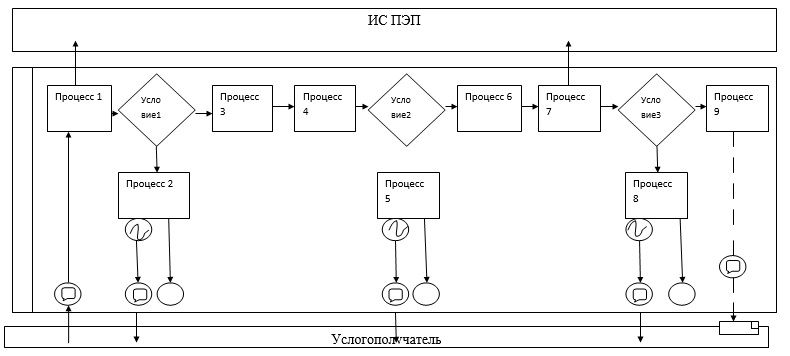 ИС ПЭП
Процесс 1
Усло
вие1
Процесс
3
Процесс
4
Усло
вие2
Процесс 6
Процесс
7
Усло
вие3
Процесс
9
Процесс 2
Процесс
5
Процесс
8
Услогополучатель